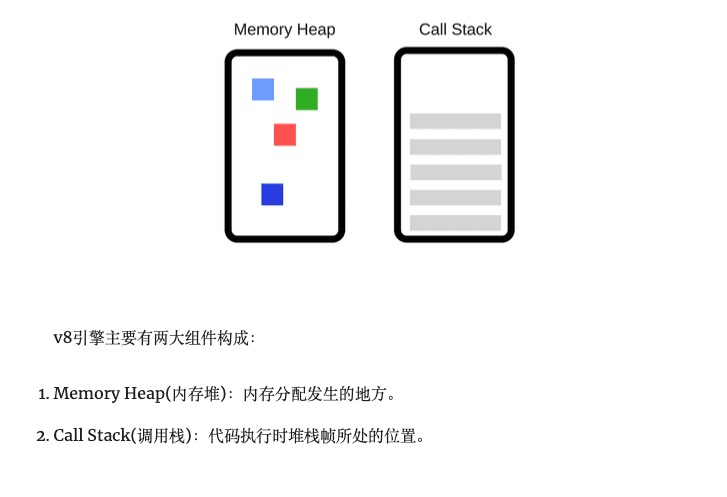 Memory Heap
Call Stack
v8引擎主要有两大组件构成：
1. Memory Heap(内存堆)：内存分配发生的地方。
2. Call Stack(调用栈)：代码执行时堆栈帧所处的位置。